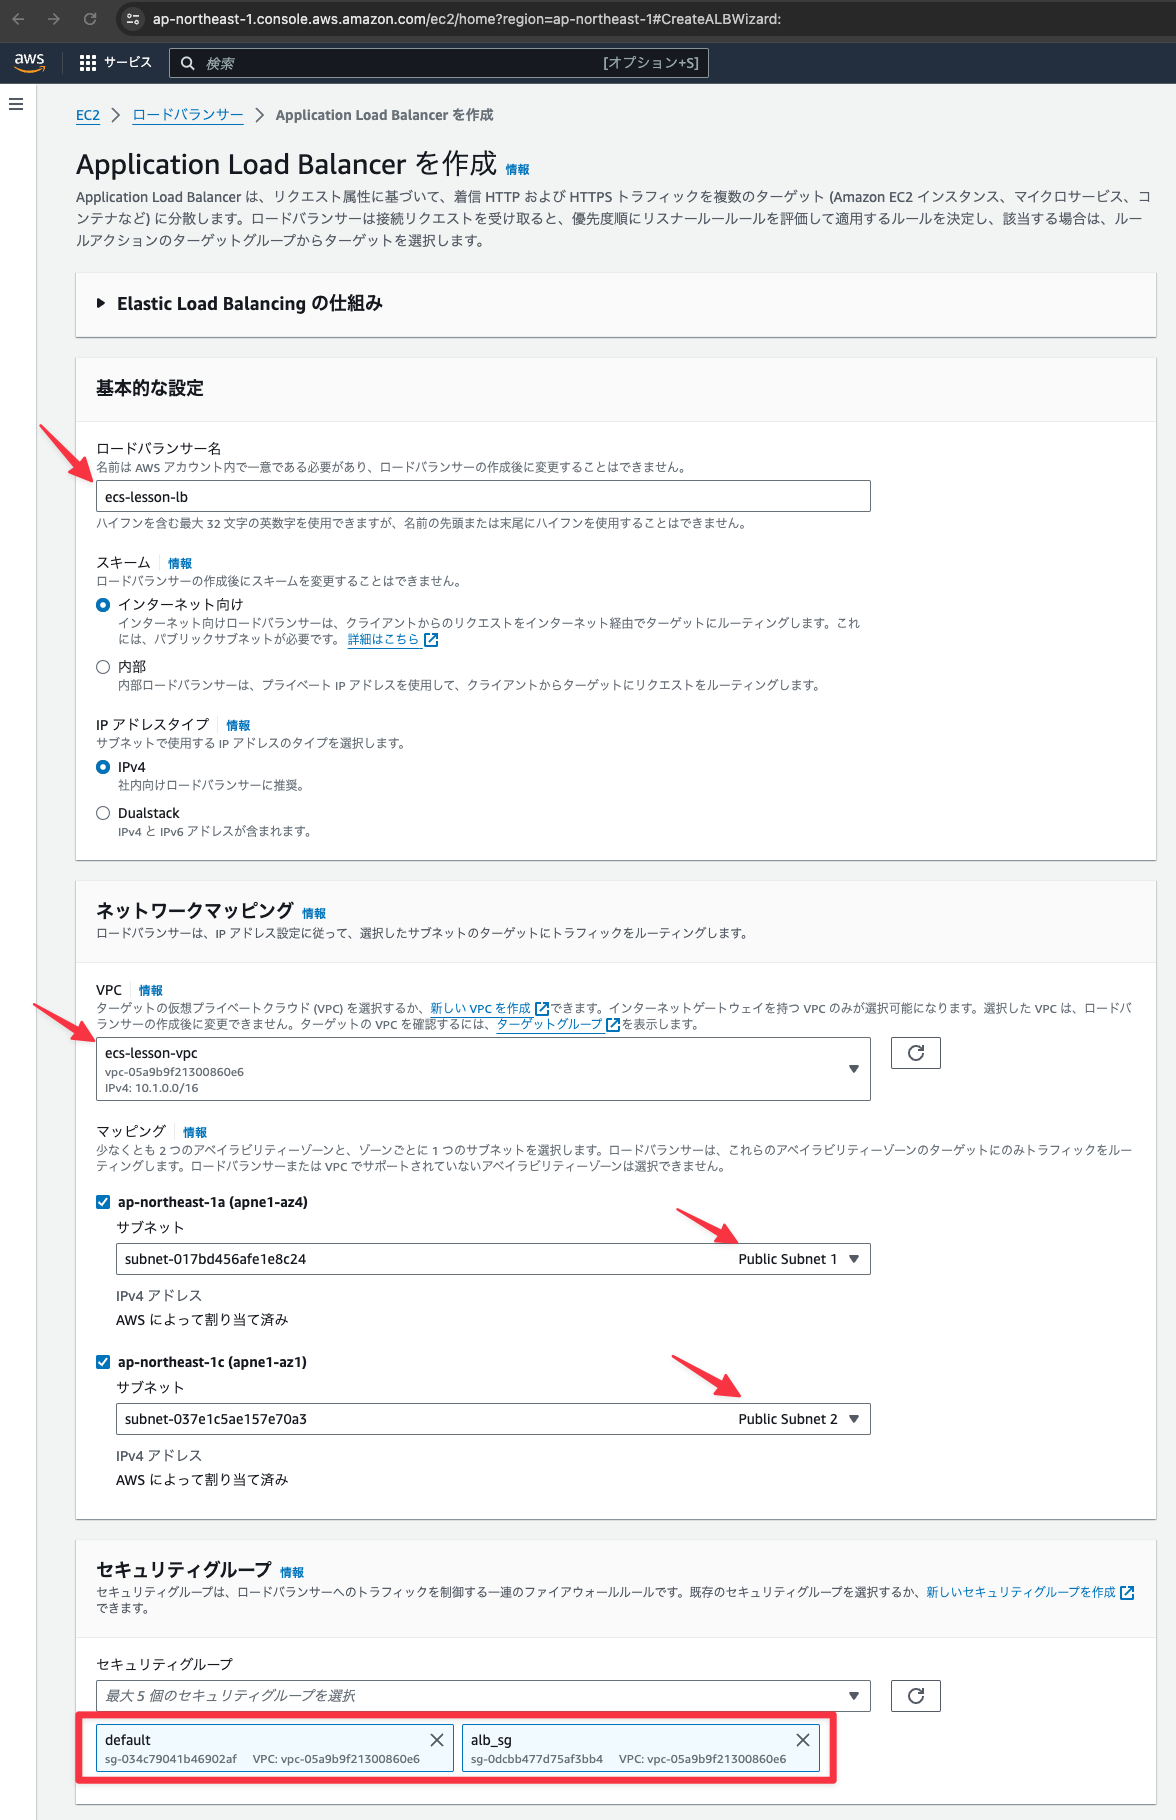 ap-northeast-1.console.aws.amazon.com/ec2/home?region=ap-northeast-1#CreateALBWizard:
aws サービス 検索 [オプション+S]
EC2 ロードバランサー Application Load Balancer を作成
Application Load Balancer を作成 情報
Application Load Balancer は、リクエスト属性に基づいて、着信 HTTP および HTTPS トラフィックを複数のターゲット (Amazon EC2 インスタンス、マイクロサービス、コ
ンテナなど) に分散します。ロードバランサーは接続リクエストを受け取ると、優先度順にリスナールールールを評価して適用するルールを決定し、該当する場合は、ルー
ルアクションのターゲットグループからターゲットを選択します。
Elastic Load Balancing の仕組み
基本的な設定
ロードバランサー名
名前は AWS アカウント内で一意である必要があり、ロードバランサーの作成後に変更することはできません。
ecs-lesson-lb
ハイフンを含む最大 32 文字の英数字を使用できますが、名前の先頭または末尾にハイフンを使用することはできません。
スキーム 情報
ロードバランサーの作成後にスキームを変更することはできません。
インターネット向け
インターネット向けロードバランサーは、クライアントからのリクエストをインターネット経由でターゲットにルーティングします。これ
には、パブリックサブネットが必要です。 詳細はこちら
内部
内部ロードバランサーは、プライベート IP アドレスを使用して、クライアントからターゲットにリクエストをルーティングします。
IP アドレスタイプ 情報
サブネットで使用する IP アドレスのタイプを選択します。
IPv4
社内向けロードバランサーに推奨。
Dualstack
IPv4 と IPv6 アドレスが含まれます。
ネットワークマッピング 情報
ロードバランサーは、IP アドレス設定に従って、選択したサブネットのターゲットにトラフィックをルーティングします。
VPC 情報
ターゲットの仮想プライベートクラウド (VPC) を選択するか、新しい VPC を作成 できます。インターネットゲートウェイを持つ VPC のみが選択可能になります。選択した VPC は、ロードバ
ランサーの作成後に変更できません。ターゲットの VPC を確認するには、ターゲットグループ を表示します。
ecs-lesson-vpc
vpc-05a9b9f21300860e6
IPv4: 10.1.0.0/16
マッピング 情報
少なくとも 2 つのアベイラビリティーゾーンと、ゾーンごとに 1 つのサブネットを選択します。ロードバランサーは、これらのアベイラビリティーゾーンのターゲットにのみトラフィックをルー
ティングします。ロードバランサーまたは VPC でサポートされていないアベイラビリティーゾーンは選択できません。
ap-northeast-1a (apne1-az4)
サブネット
subnet-017bd456afe1e8c24 Public Subnet 1
IPv4 アドレス
AWS によって割り当て済み
ap-northeast-1c (apne1-az1)
サブネット
subnet-037e1c5ae157e70a3 Public Subnet 2
IPv4 アドレス
AWS によって割り当て済み
セキュリティグループ 情報
セキュリティグループは、ロードバランサーへのトラフィックを制御する一連のファイアウォールルールです。既存のセキュリティグループを選択するか、新しいセキュリティグループを作成
できます。
セキュリティグループ
最大 5 個のセキュリティグループを選択
default alb_sg
sg-034c79041b46902af VPC: vpc-05a9b9f21300860e6 sg-0dcbb477d75af3bb4 VPC: vpc-05a9b9f21300860e6